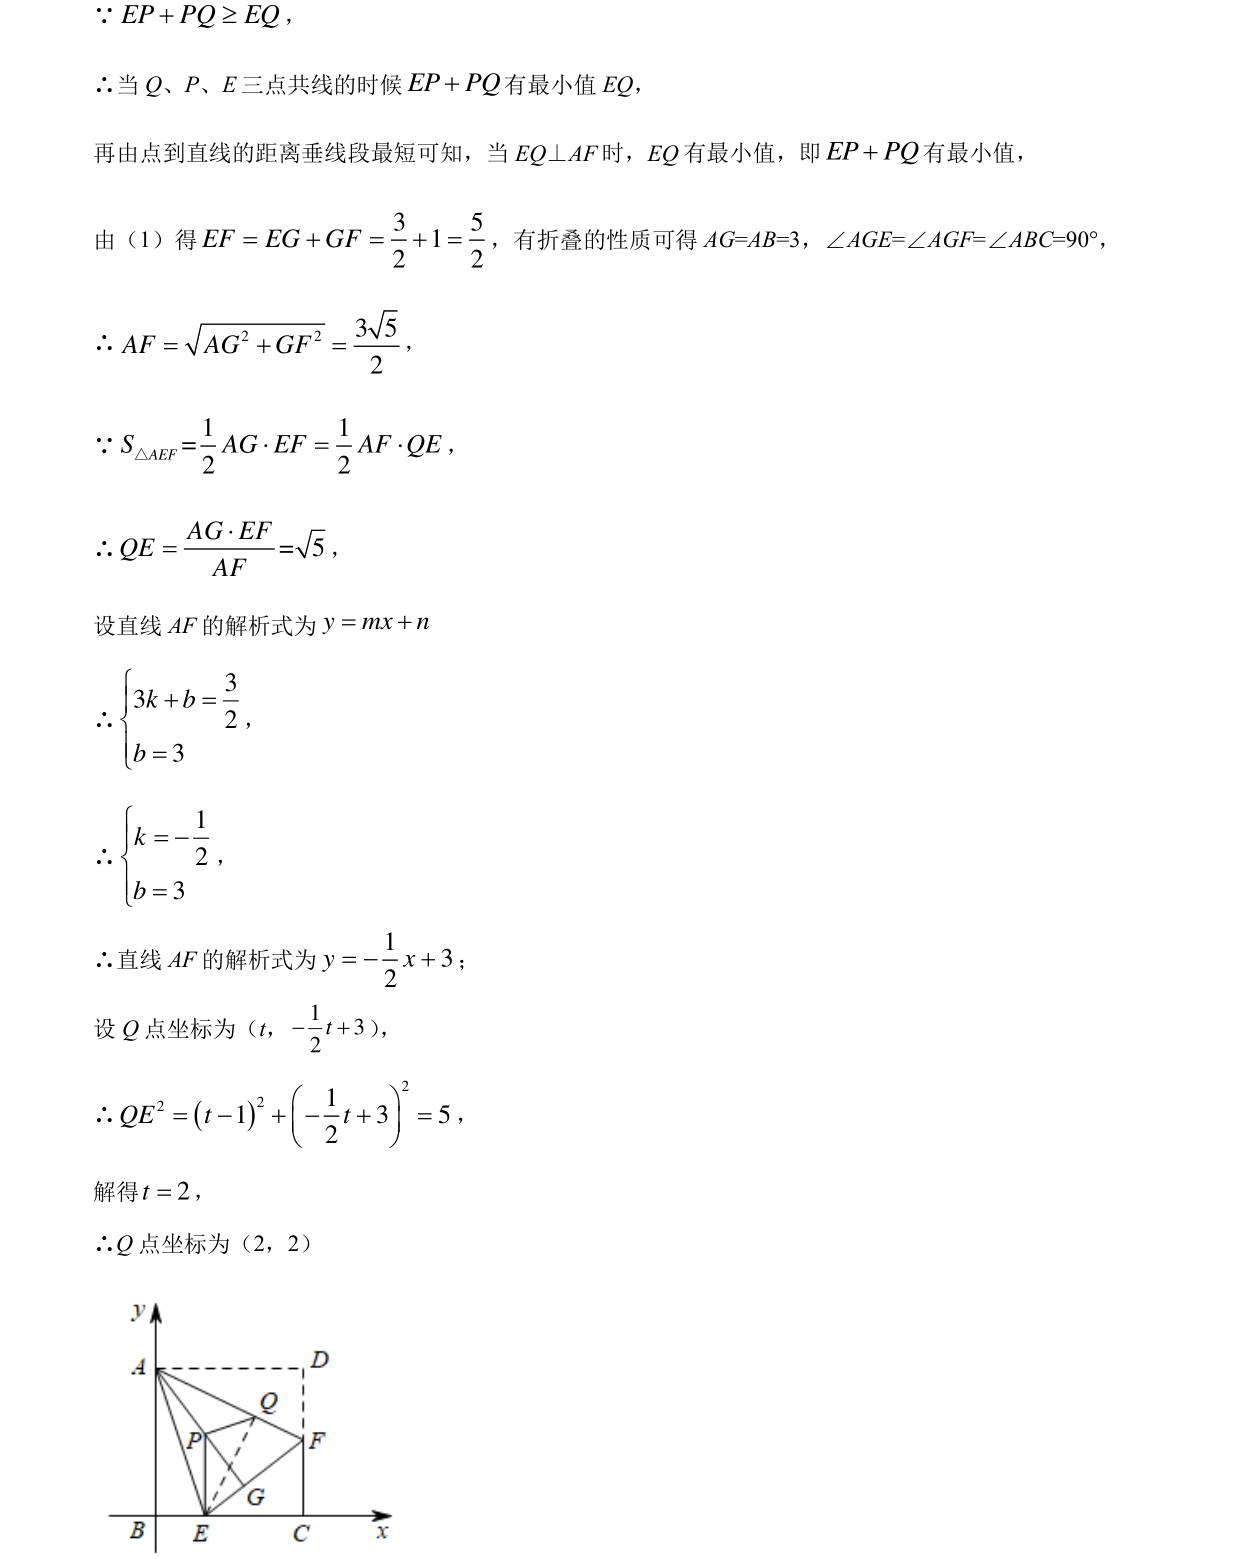 ∵EP+PQ≥EQ，
∴当 Q、P、E 三点共线的时候 EP+PQ 有最小值 EQ，
再由点到直线的距离垂线段最短可知，当 EQ⊥AF 时，EQ 有最小值，即 EP+PQ 有最小值，
由（1）得 EF = EG+GF = 3/2+1 = 5/2，有折叠的性质可得 AG=AB=3，∠AGE=∠AGF=∠ABC=90°，
∴AF = √(AG²+GF²) = 3√5/2，
∵S△AEF = 1/2 AG·EF = 1/2 AF·QE，
∴QE = AG·EF/AF = √5，
设直线 AF 的解析式为 y = mx+n
∴{3k+b = 3/2
b = 3，
∴{k = −1/2
b = 3，
∴直线 AF 的解析式为 y = −1/2 x+3；
设 Q 点坐标为（t，−1/2 t+3），
∴QE² = (t−1)² + (−1/2 t+3)² = 5，
解得 t = 2，
∴Q 点坐标为（2，2）
y
A
D
Q
P
F
G
B
E
C
x